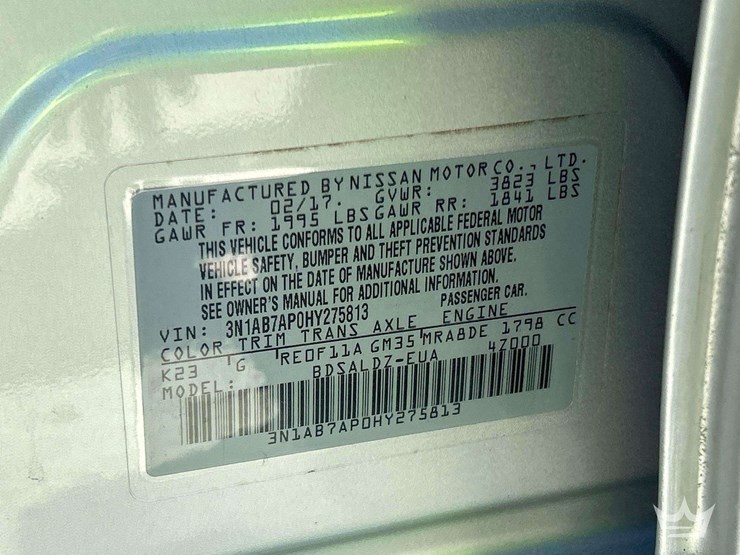 MANUFACTURED BY NISSAN MOTOR CO., LTD.
DATE: 02/17. GVWR: 3823 LBS
GAWR FR: 1995 LBS GAWR RR: 1841 LBS
THIS VEHICLE CONFORMS TO ALL APPLICABLE FEDERAL MOTOR
VEHICLE SAFETY, BUMPER AND THEFT PREVENTION STANDARDS
IN EFFECT ON THE DATE OF MANUFACTURE SHOWN ABOVE.
SEE OWNER'S MANUAL FOR ADDITIONAL INFORMATION.
VIN: 3N1AB7AP0HY275813 PASSENGER CAR.
COLOR TRIM TRANS AXLE ENGINE
K23 G RE0F11A GM35 MRA8DE 1798 CC
MODEL: BDSALDZ-EUA 4Z000
3N1AB7AP0HY275813